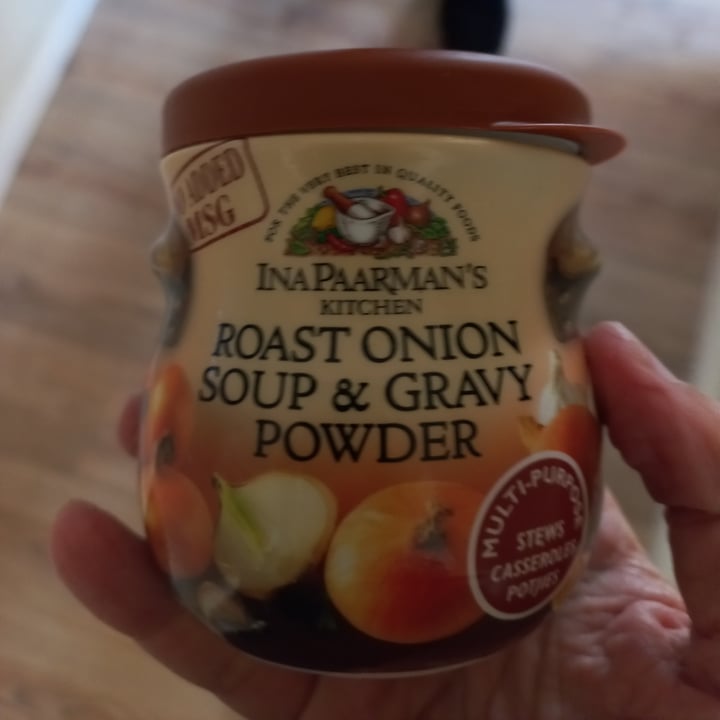 ADDED
MSG
FOR THE VERY BEST IN QUALITY FOODS
INA PAARMAN'S
KITCHEN
ROAST ONION
SOUP & GRAVY
POWDER
MULTI-PURPOSE
STEWS
CASSEROLES
POTJIES